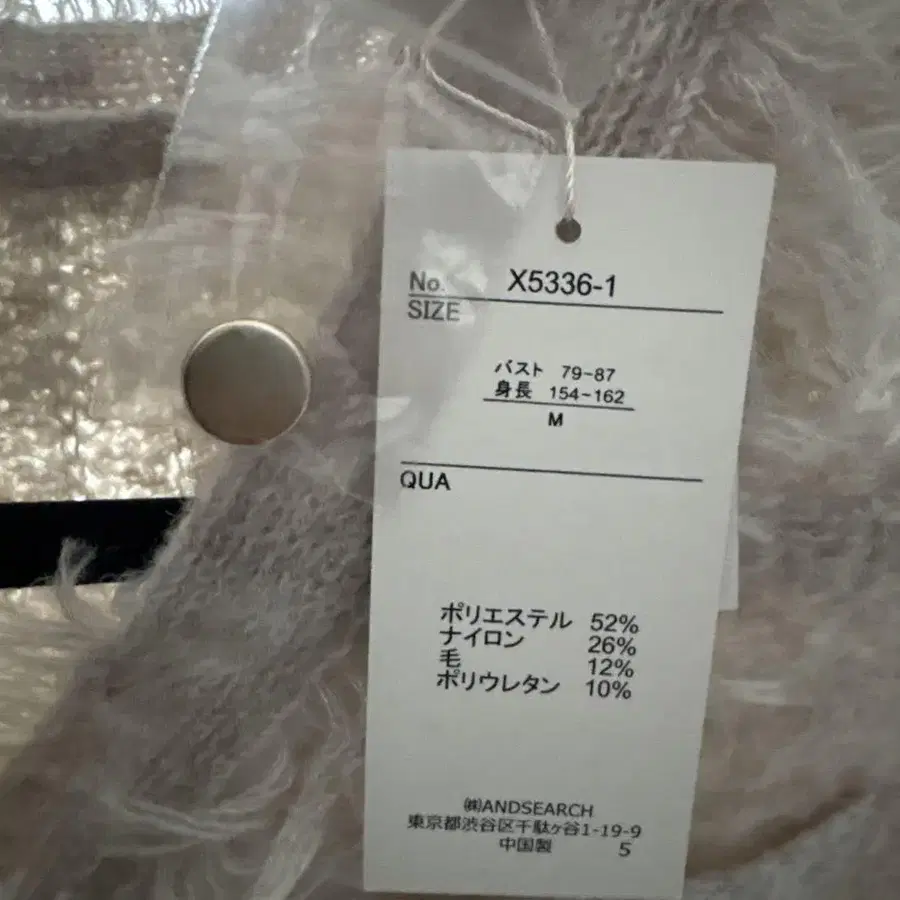 No. X5336-1
SIZE
バスト 79~87
身長 154~162
M
QUA
ポリエステル 52%
ナイロン 26%
毛 12%
ポリウレタン 10%
㈱ANDSEARCH
東京都渋谷区千駄ヶ谷1-19-9
中国製 5